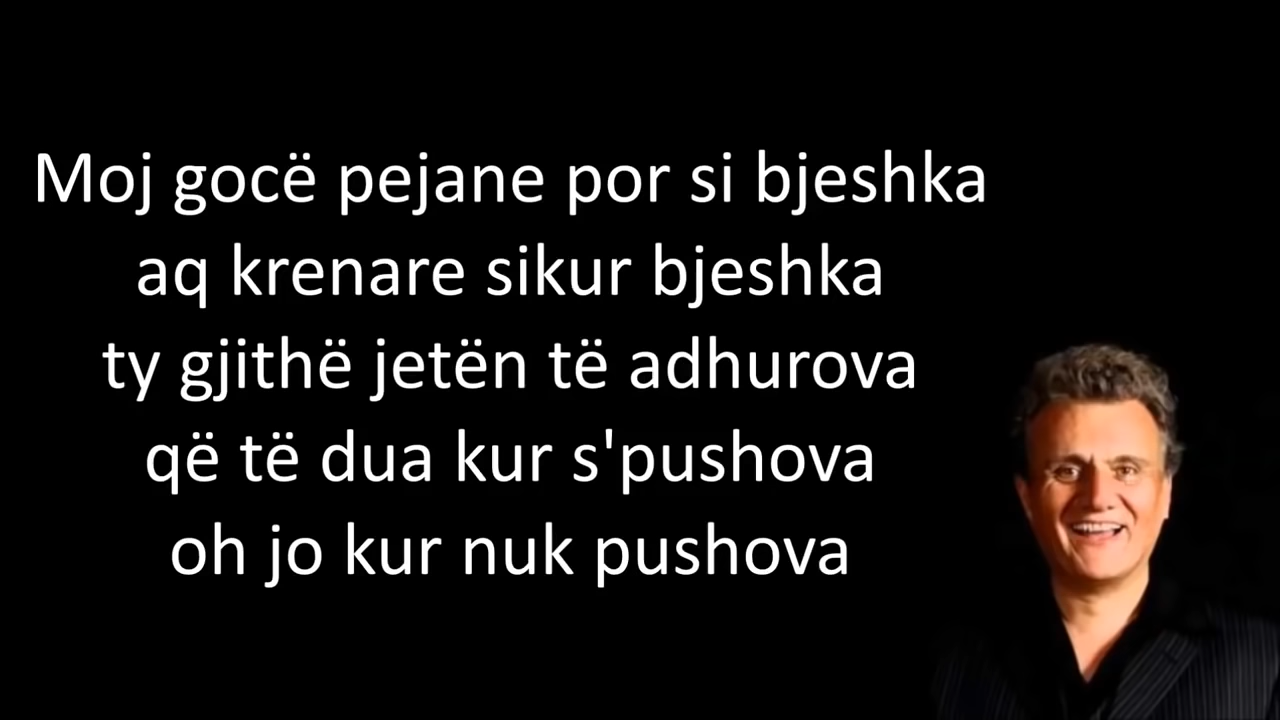 Moj gocë pejane por si bjeshka
aq krenare sikur bjeshka
ty gjithë jetën të adhurova
që të dua kur s'pushova
oh jo kur nuk pushova